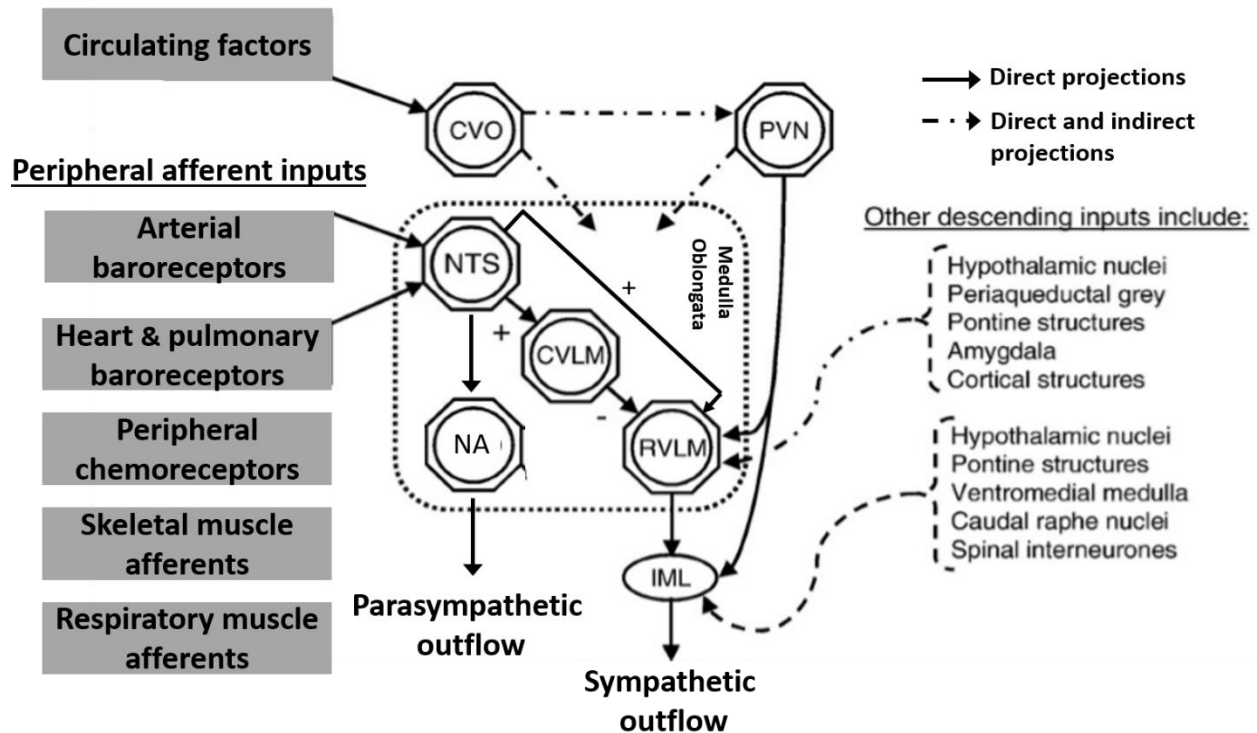 Circulating factors
CVO
PVN
Direct projections
Direct and indirect
projections
Peripheral afferent inputs
Arterial
baroreceptors
Heart & pulmonary
baroreceptors
Peripheral
chemoreceptors
Skeletal muscle
afferents
Respiratory muscle
afferents
NTS
+
+
Medulla
Oblongata
CVLM
-
NA
RVLM
IML
Parasympathetic
outflow
Sympathetic
outflow
Other descending inputs include:
Hypothalamic nuclei
Periaqueductal grey
Pontine structures
Amygdala
Cortical structures
Hypothalamic nuclei
Pontine structures
Ventromedial medulla
Caudal raphe nuclei
Spinal interneurones